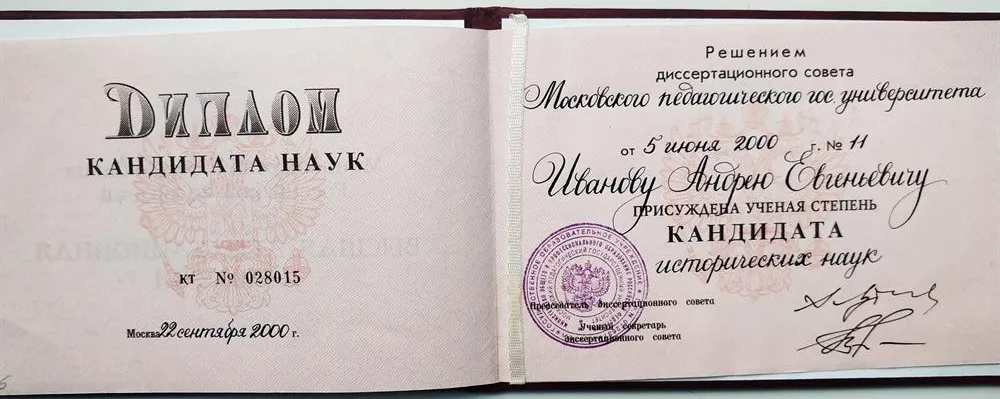 ДИПЛОМ
КАНДИДАТА НАУК
КТ № 028015
Москва 22 сентября 2000 г.
Решением
диссертационного совета
Московского педагогического гос. университета
от 5 июня 2000 г. № 11
Иванову Андрею Евгеньевичу
ПРИСУЖДЕНА УЧЕНАЯ СТЕПЕНЬ
КАНДИДАТА
исторических наук
Председатель диссертационного совета
Ученый секретарь
диссертационного совета